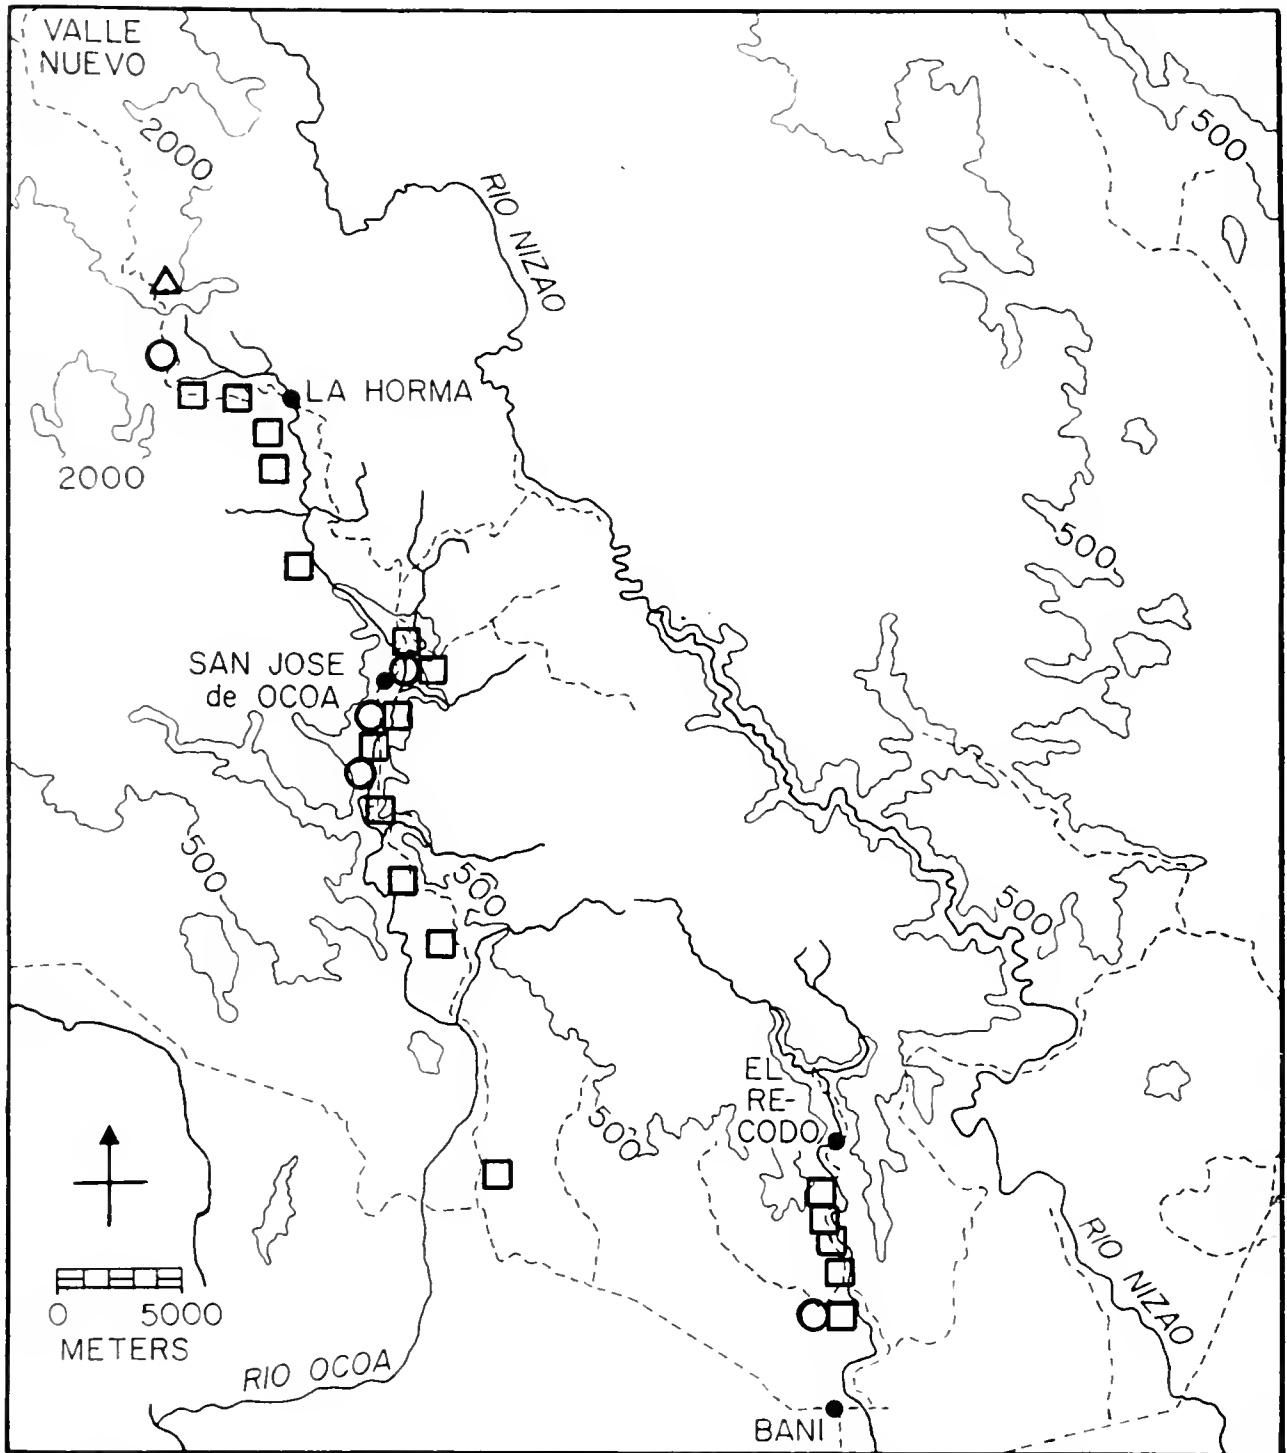 VALLE
NUEVO
2000
500
RIO NIZAO
LA HORMA
2000
500
SAN JOSE
de OCOA
500
500
500
EL
RE-
CODO
500
0 5000
METERS
RIO NIZAO
RIO OCOA
BANI